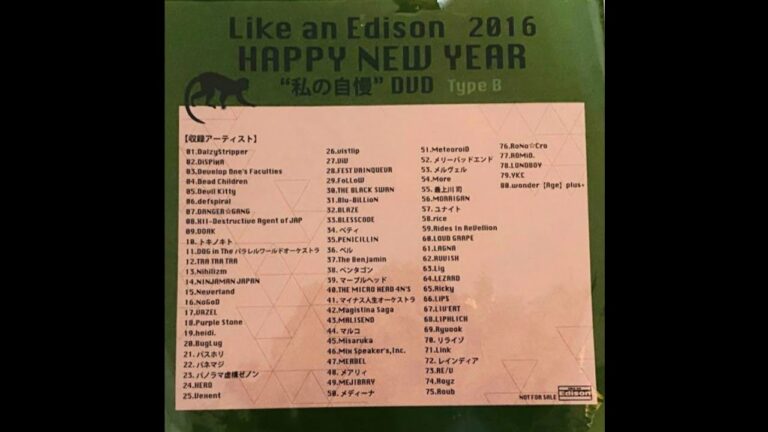 Like an Edison 2016
HAPPY NEW YEAR
“私の自慢” DVD Type B
【収録アーティスト】
01.DaizyStripper
02.DiSPiИA
03.Develop One's Faculties
04.Dead Children
05.Devil Kitty
06.defspiral
07.DANGER☆GANG
08.XII-Destructive Agent of JAP
09.DOAK
10.トキノキト
11.DOG in The パラレルワールドオーケストラ
12.TRA TRA TRA
13.Nihilizm
14.NINJAMAN JAPAN
15.Neverland
16.NoGoD
17.VAZEL
18.Purple Stone
19.heidi.
20.BugLug
21.バスホリ
22.パネマジ
23.パノラマ虚構ゼノン
24.HERO
25.Vexent
26.vistlip
27.ViV
28.FEST VAINQUEUR
29.FoLLoW
30.THE BLACK SWAN
31.Blu-BiLLioN
32.BLAZE
33.BLESSCODE
34.ベティ
35.PENICILLIN
36.ベル
37.The Benjamin
38.ペンタゴン
39.マーブルヘッド
40.THE MICRO HEAD 4N'S
41.マイナス人生オーケストラ
42.Magistina Saga
43.MALISEND
44.マルコ
45.Misaruka
46.Mix Speaker's,Inc.
47.MERBEL
48.メアリィ
49.MEJIBRAY
50.メディーナ
51.MeteoroiD
52.メリーバッドエンド
53.メルヴェル
54.More
55.最上川 司
56.MORRIGAN
57.ユナイト
58.rice
59.Rides In ReVellion
60.LOUD GRAPE
61.LAGNA
62.RUVISH
63.Lig
64.LEZARD
65.Ricky
66.LIPS
67.LIU'EAT
68.LIPHLICH
69.Ryuook
70.リライゾ
71.Link
72.レインディア
73.RE/V
74.Royz
75.Roub
76.RoNo☆Cro
77.ROMiO.
78.LONDBOY
79.YKC
80.wonder【Age】plus+
NOT FOR SALE
Edison